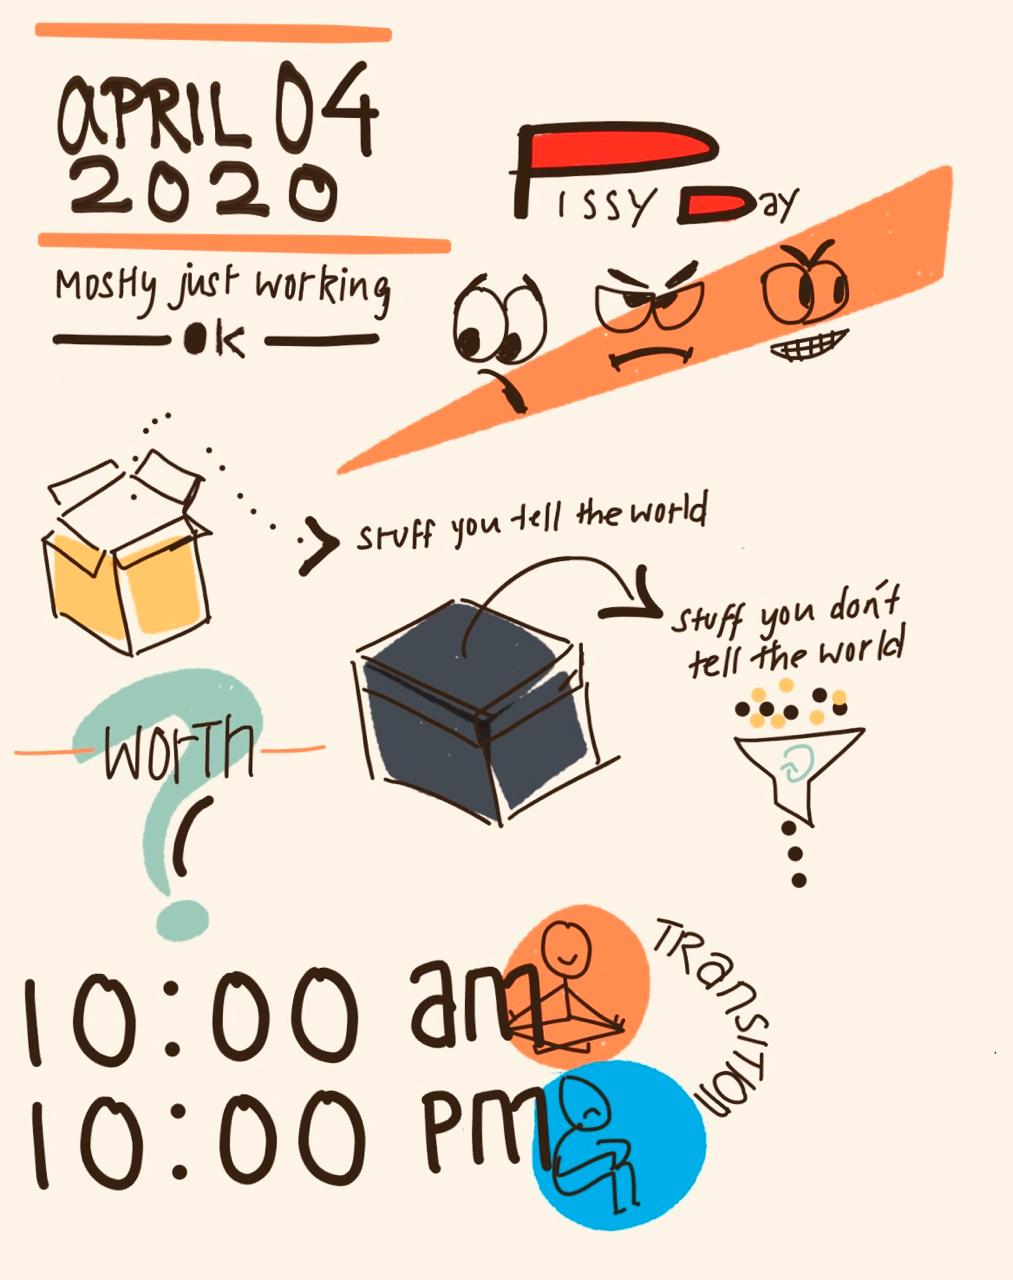 APRIL 04
2020
Mostly just working
OK
Pissy Day
stuff you tell the world
stuff you don't
tell the world
Worth
?
10:00 am
10:00 pm
TRANSITION